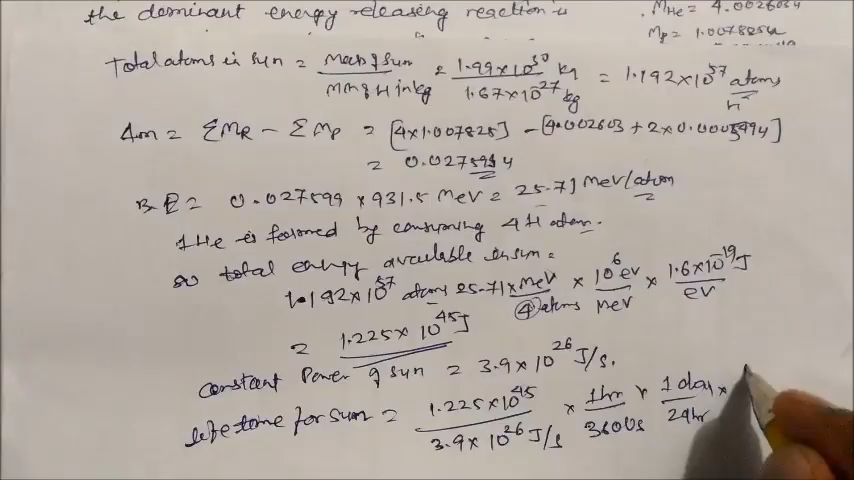 the dominant energy releasing reaction is
MHe = 4.0026034
Mp = 1.0078254
Total atoms in sun = Mass of sun / MM of H in kg = 1.99×10^30 kg / 1.67×10^27 kg = 1.192×10^57 atoms H
Δm = ΣMR − ΣMP = [4×1.007825] − [4.002603 + 2×0.0005494]
= 0.027599 u
B.E = 0.027599 × 931.5 MeV = 25.71 MeV/atom
1He is formed by consuming 4H atom.
so total energy available in sun =
1.192×10^57 atoms 25.71 × MeV / 4 atoms × 10^6 ev / MeV × 1.6×10^-19 J / ev
= 1.225×10^45 J
constant Power of sun = 3.9×10^26 J/s.
life time for sun = 1.225×10^45 / 3.9×10^26 J/s × 1hr / 3600s × 1 day / 24hr ×